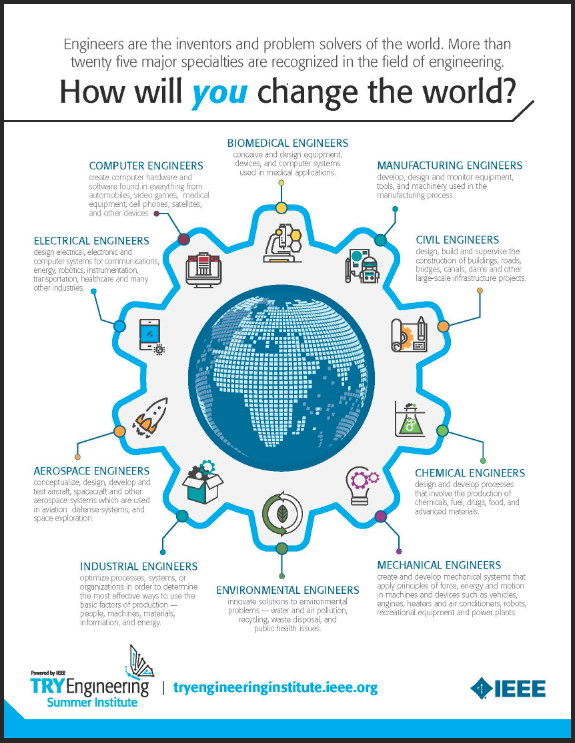 Engineers are the inventors and problem solvers of the world. More than
twenty five major specialties are recognized in the field of engineering.
How will you change the world?
BIOMEDICAL ENGINEERS
conceive and design equipment,
devices, and computer systems
used in medical applications.
COMPUTER ENGINEERS
create computer hardware and
software found in everything from
automobiles, video games, medical
equipment, cell phones, satellites,
and other devices
MANUFACTURING ENGINEERS
develop, design and monitor equipment,
tools, and machinery used in the
manufacturing process.
ELECTRICAL ENGINEERS
design electrical, electronic and
computer systems for communications,
energy, robotics, instrumentation,
transportation, healthcare and many
other industries.
CIVIL ENGINEERS
design, build and supervise the
construction of buildings, roads,
bridges, canals, dams and other
large-scale infrastructure projects.
AEROSPACE ENGINEERS
conceptualize, design, develop and
test aircraft, spacecraft and other
aerospace systems which are used
in aviation defense systems, and
space exploration.
CHEMICAL ENGINEERS
design and develop processes
that involve the production of
chemicals, fuel, drugs, food, and
advanced materials.
INDUSTRIAL ENGINEERS
optimize processes, systems, or
organizations in order to determine
the most effective ways to use the
basic factors of production —
people, machines, materials,
information, and energy.
ENVIRONMENTAL ENGINEERS
innovate solutions to environmental
problems — water and air pollution,
recycling, waste disposal, and
public health issues.
MECHANICAL ENGINEERS
create and develop mechanical systems that
apply principles of force, energy and motion
in machines and devices such as vehicles,
engines, heaters and air conditioners, robots,
recreational equipment and power plants.
Powered by IEEE
TRYEngineering
Summer Institute
tryengineeringinstitute.ieee.org
IEEE